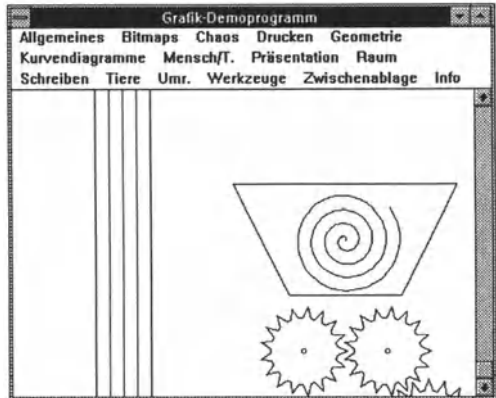 Grafik-Demoprogramm
Allgemeines Bitmaps Chaos Drucken Geometrie
Kurvendiagramme Mensch/T. Präsentation Raum
Schreiben Tiere Umr. Werkzeuge Zwischenablage Info